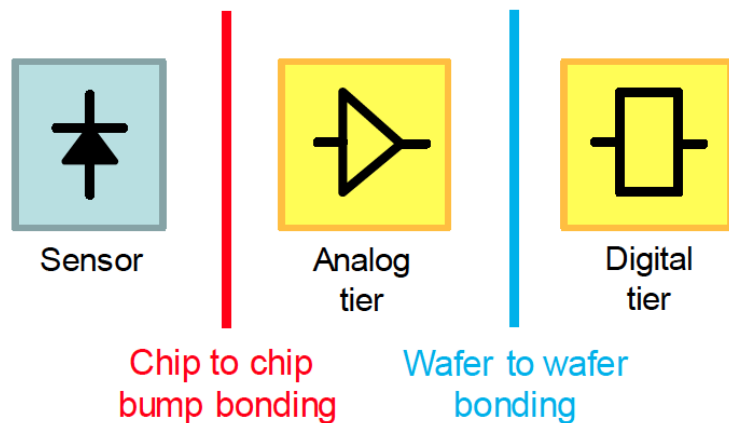 Sensor
Analog
tier
Digital
tier
Chip to chip
bump bonding
Wafer to wafer
bonding